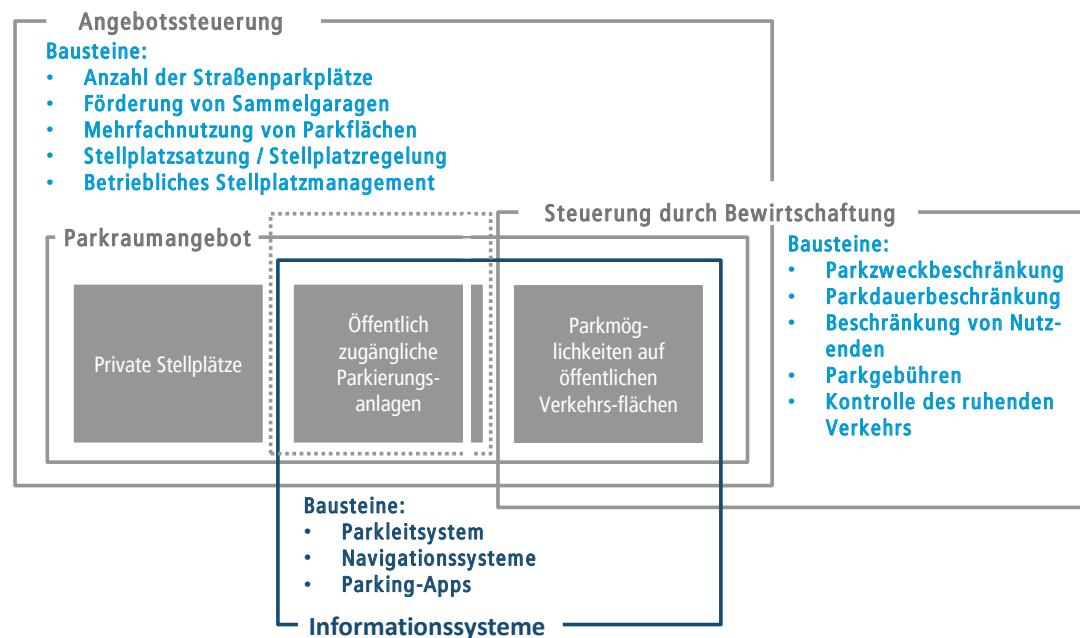 Angebotssteuerung
Bausteine:
• Anzahl der Straßenparkplätze
• Förderung von Sammelgaragen
• Mehrfachnutzung von Parkflächen
• Stellplatzsatzung / Stellplatzregelung
• Betriebliches Stellplatzmanagement
Steuerung durch Bewirtschaftung
Bausteine:
• Parkzweckbeschränkung
• Parkdauerbeschränkung
• Beschränkung von Nutz-
enden
• Parkgebühren
• Kontrolle des ruhenden
Verkehrs
Parkraumangebot
Private Stellplätze
Öffentlich
zugängliche
Parkierungs-
anlagen
Parkmög-
lichkeiten auf
öffentlichen
Verkehrs-flächen
Bausteine:
• Parkleitsystem
• Navigationssysteme
• Parking-Apps
Informationssysteme